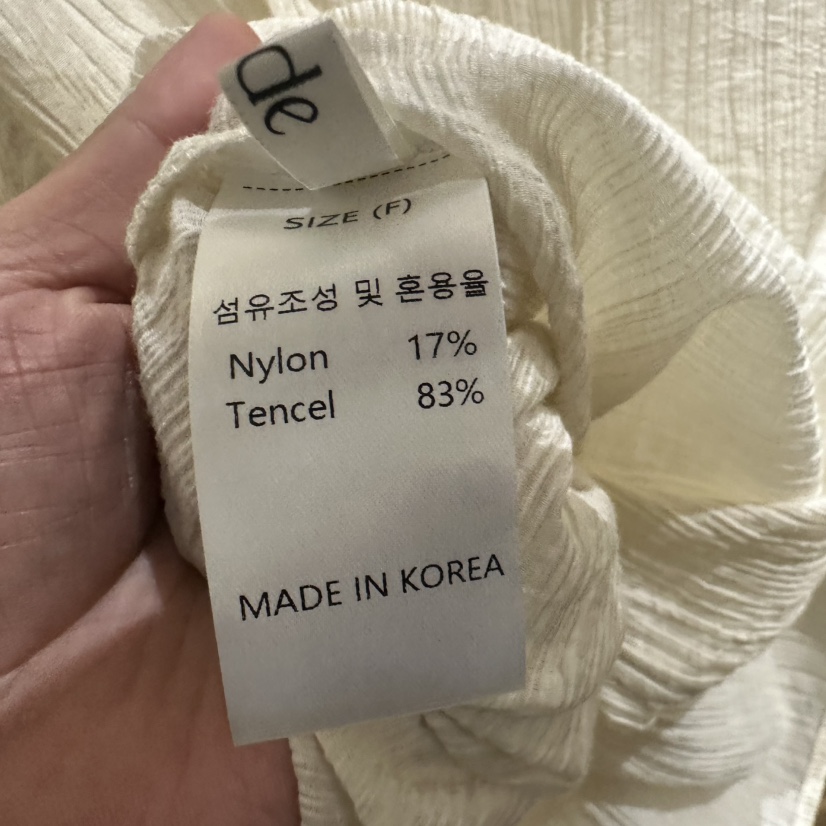 de
SIZE (F)
섬유조성 및 혼용율
Nylon 17%
Tencel 83%
MADE IN KOREA